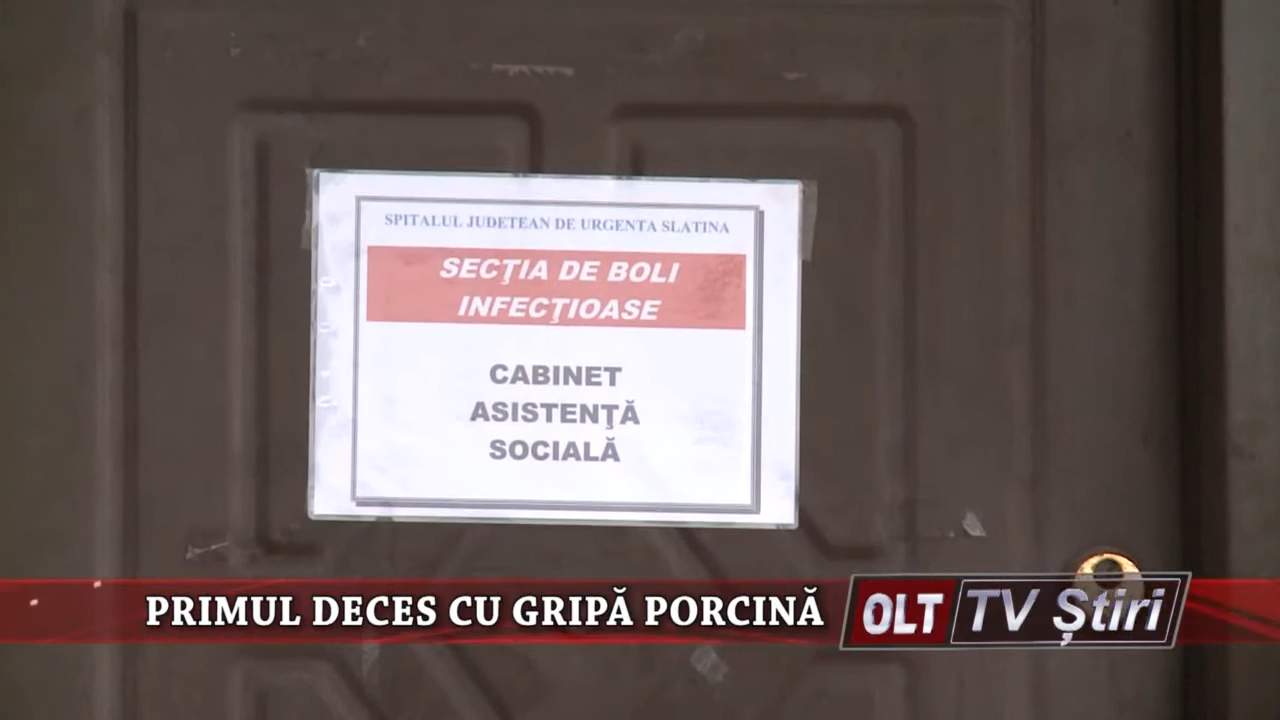 SPITALUL JUDETEAN DE URGENTA SLATINA
SECŢIA DE BOLI
INFECŢIOASE
CABINET
ASISTENŢĂ
SOCIALĂ
PRIMUL DECES CU GRIPĂ PORCINĂ
OLT TV Știri